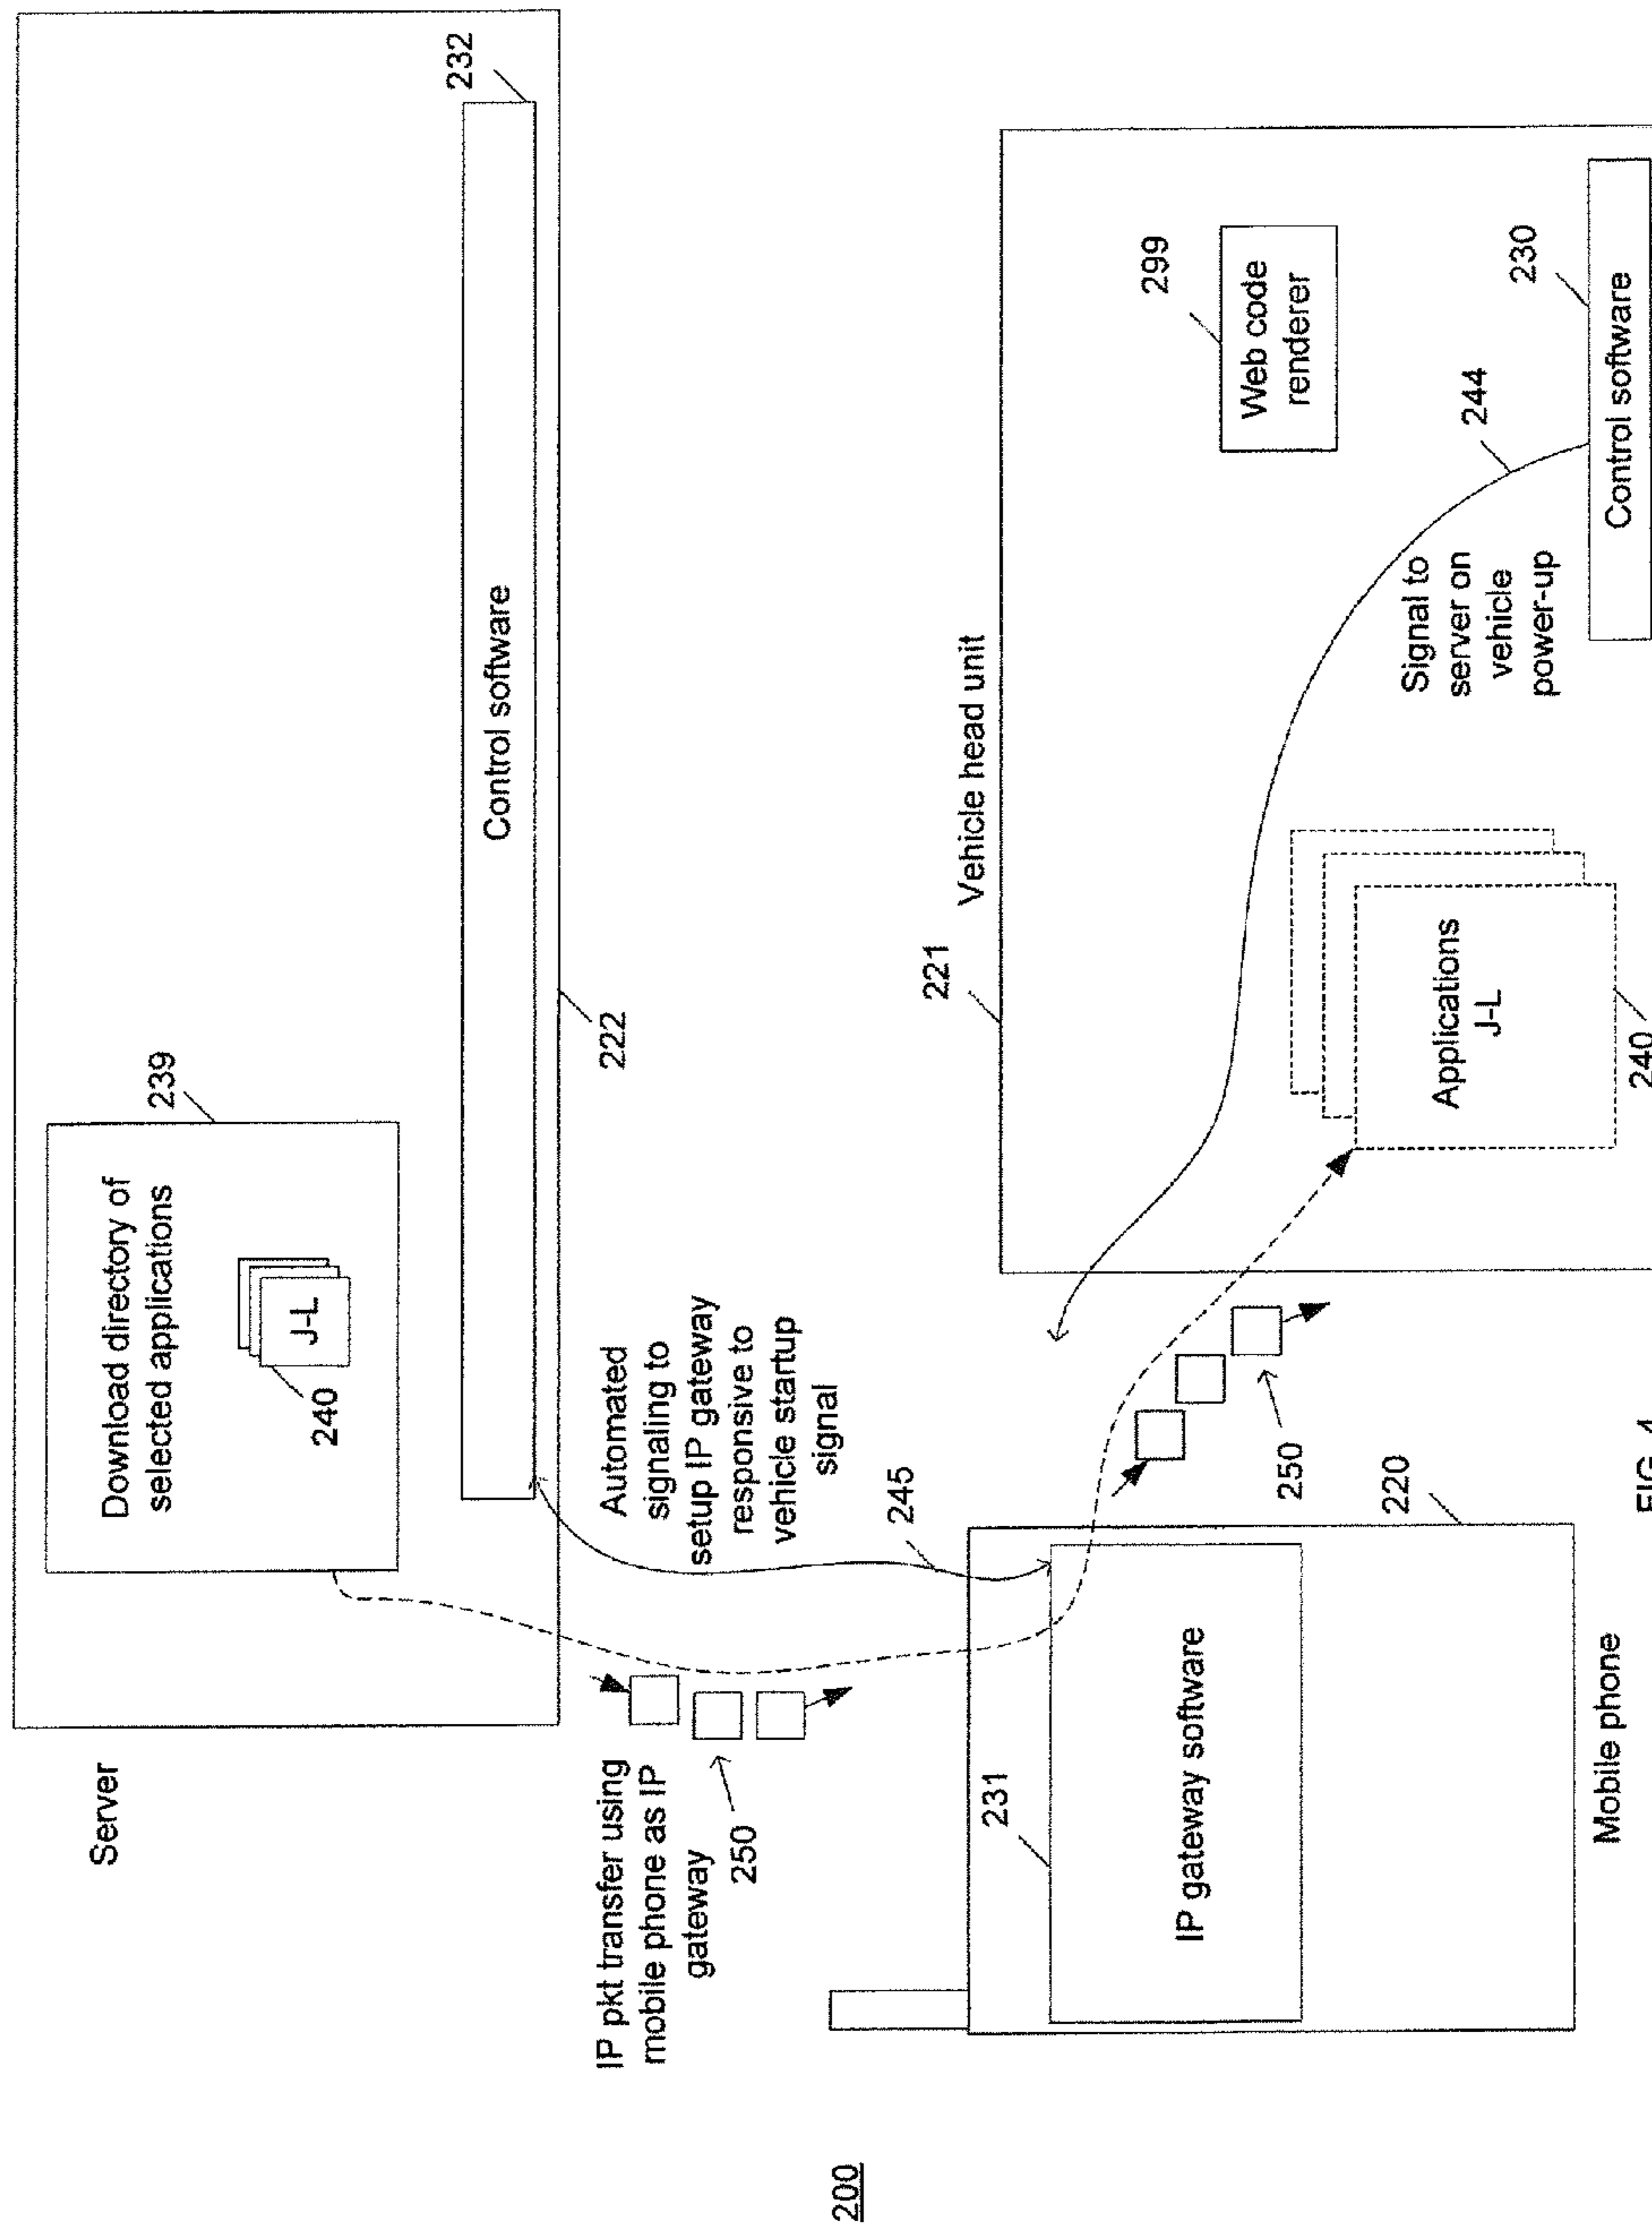 200
Server
Download directory of
selected applications
J-L
240
239
Control software
232
222
IP pkt transfer using
mobile phone as IP
gateway
250
Automated
signaling to
setup IP gateway
responsive to
vehicle startup
signal
245
231
IP gateway software
Mobile phone
220
250
221
Vehicle head unit
Applications
J-L
240
Signal to
server on
vehicle
power-up
244
Web code
renderer
299
230
Control software
FIG. 4